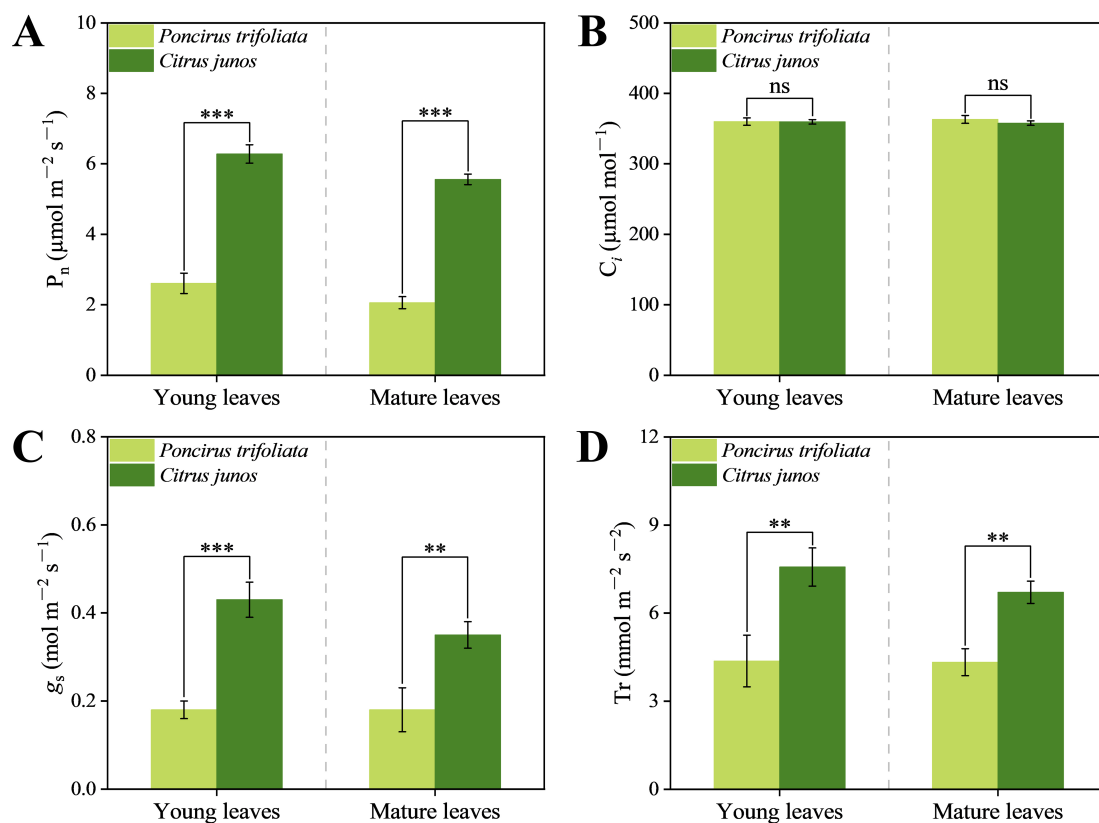 A
Poncirus trifoliata
Citrus junos
10
8
6
4
2
0
Pn (μmol m−2 s−1)
***
***
Young leaves
Mature leaves
B
Poncirus trifoliata
Citrus junos
500
400
300
200
100
0
Ci (μmol mol−1)
ns
ns
Young leaves
Mature leaves
C
Poncirus trifoliata
Citrus junos
0.8
0.6
0.4
0.2
0.0
gs (mol m−2 s−1)
***
**
Young leaves
Mature leaves
D
Poncirus trifoliata
Citrus junos
12
9
6
3
0
Tr (mmol m−2 s−2)
**
**
Young leaves
Mature leaves